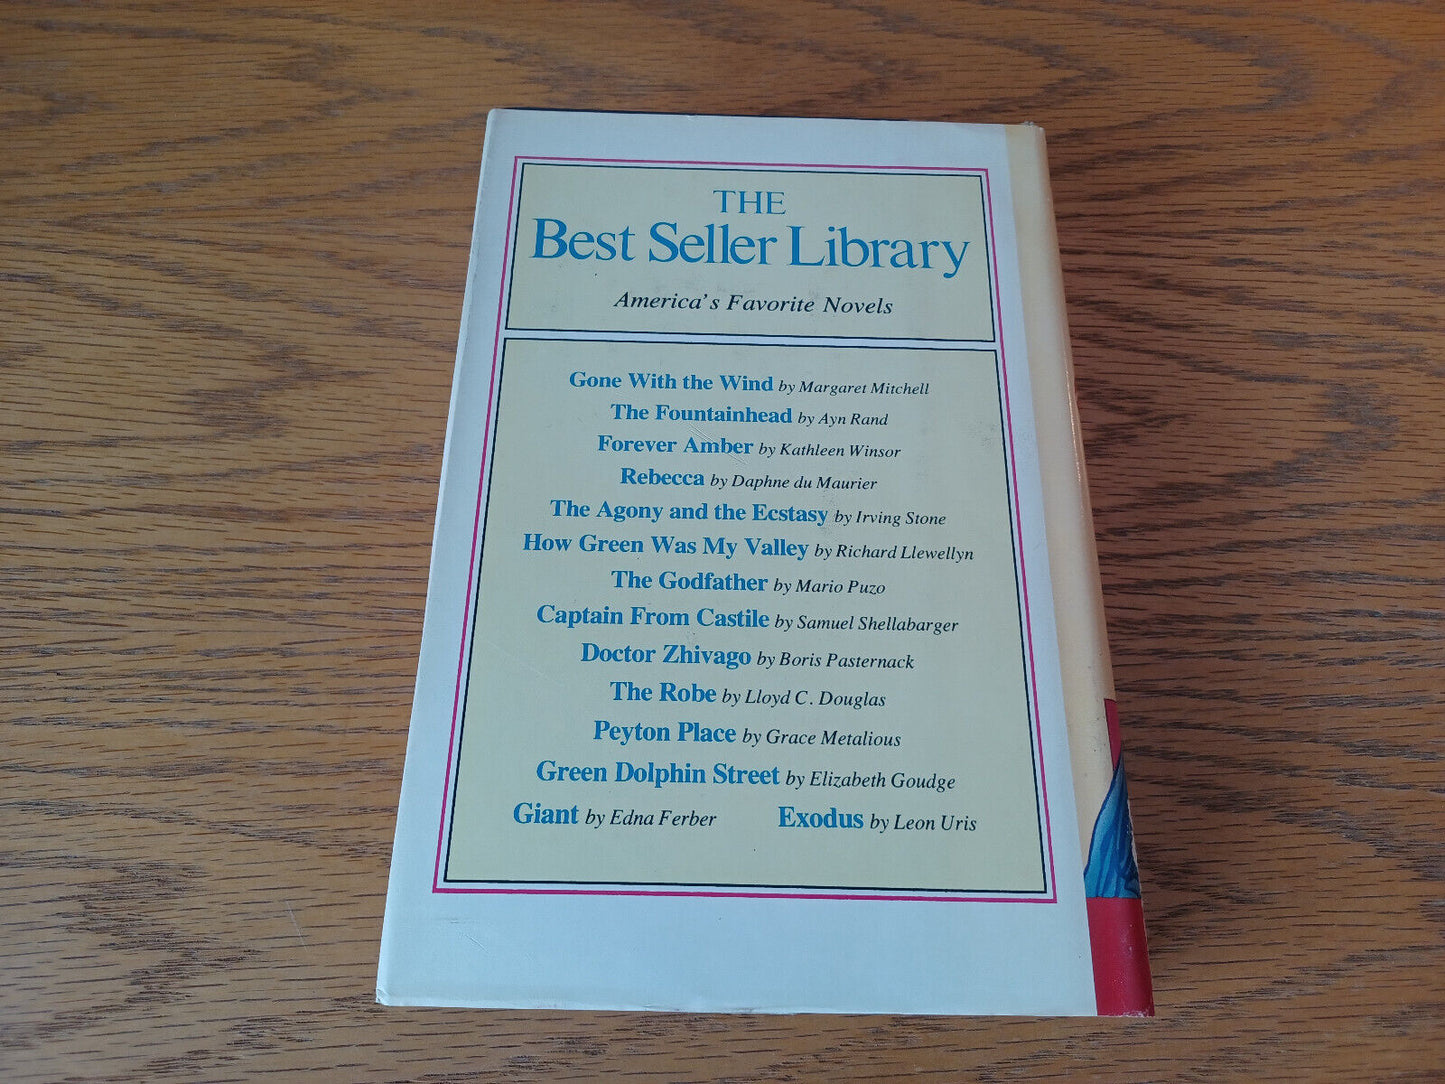 THE
Best Seller Library
America's Favorite Novels
Gone With the Wind by Margaret Mitchell
The Fountainhead by Ayn Rand
Forever Amber by Kathleen Winsor
Rebecca by Daphne du Maurier
The Agony and the Ecstasy by Irving Stone
How Green Was My Valley by Richard Llewellyn
The Godfather by Mario Puzo
Captain From Castile by Samuel Shellabarger
Doctor Zhivago by Boris Pasternack
The Robe by Lloyd C. Douglas
Peyton Place by Grace Metalious
Green Dolphin Street by Elizabeth Goudge
Giant by Edna Ferber Exodus by Leon Uris